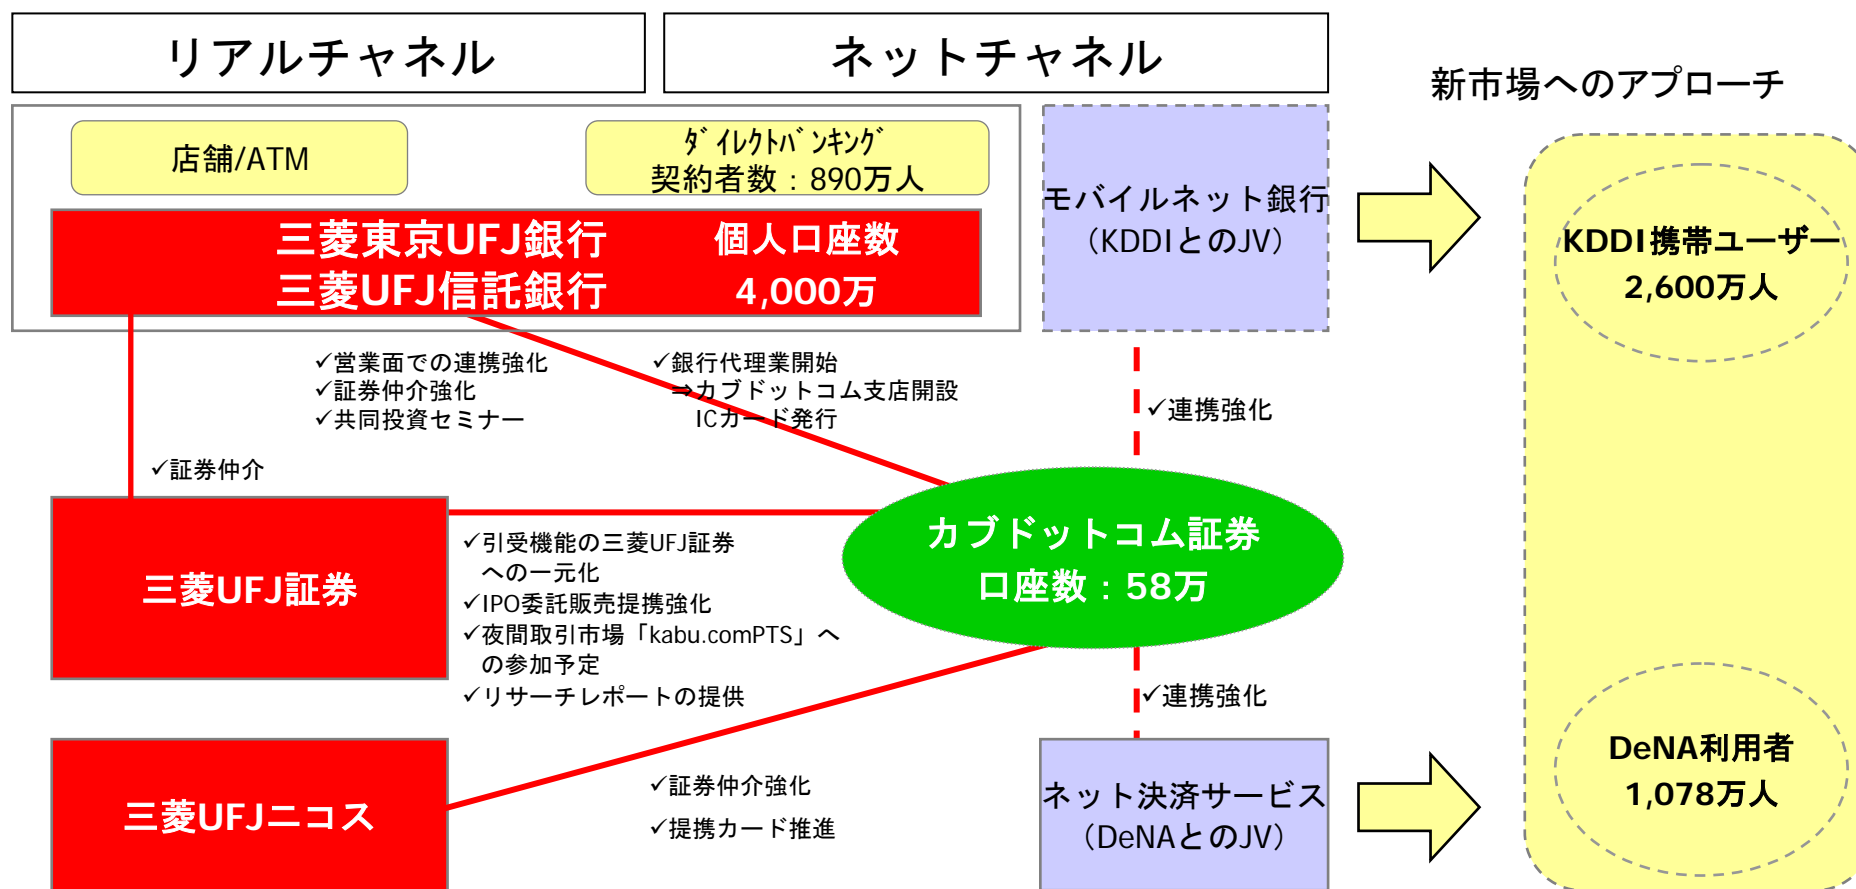 リアルチャネル
ネットチャネル
新市場へのアプローチ
店舗/ATM
ﾀﾞｲﾚｸﾄﾊﾞﾝｷﾝｸﾞ
契約者数：890万人
三菱東京UFJ銀行 個人口座数
三菱UFJ信託銀行 4,000万
モバイルネット銀行
（KDDIとのJV）
KDDI携帯ユーザー
2,600万人
✓営業面での連携強化
✓証券仲介強化
✓共同投資セミナー
✓銀行代理業開始
⇒カブドットコム支店開設
ICカード発行
✓連携強化
✓証券仲介
三菱UFJ証券
✓引受機能の三菱UFJ証券
への一元化
✓IPO委託販売提携強化
✓夜間取引市場「kabu.comPTS」へ
の参加予定
✓リサーチレポートの提供
カブドットコム証券
口座数：58万
✓連携強化
三菱UFJニコス
✓証券仲介強化
✓提携カード推進
ネット決済サービス
（DeNAとのJV）
DeNA利用者
1,078万人